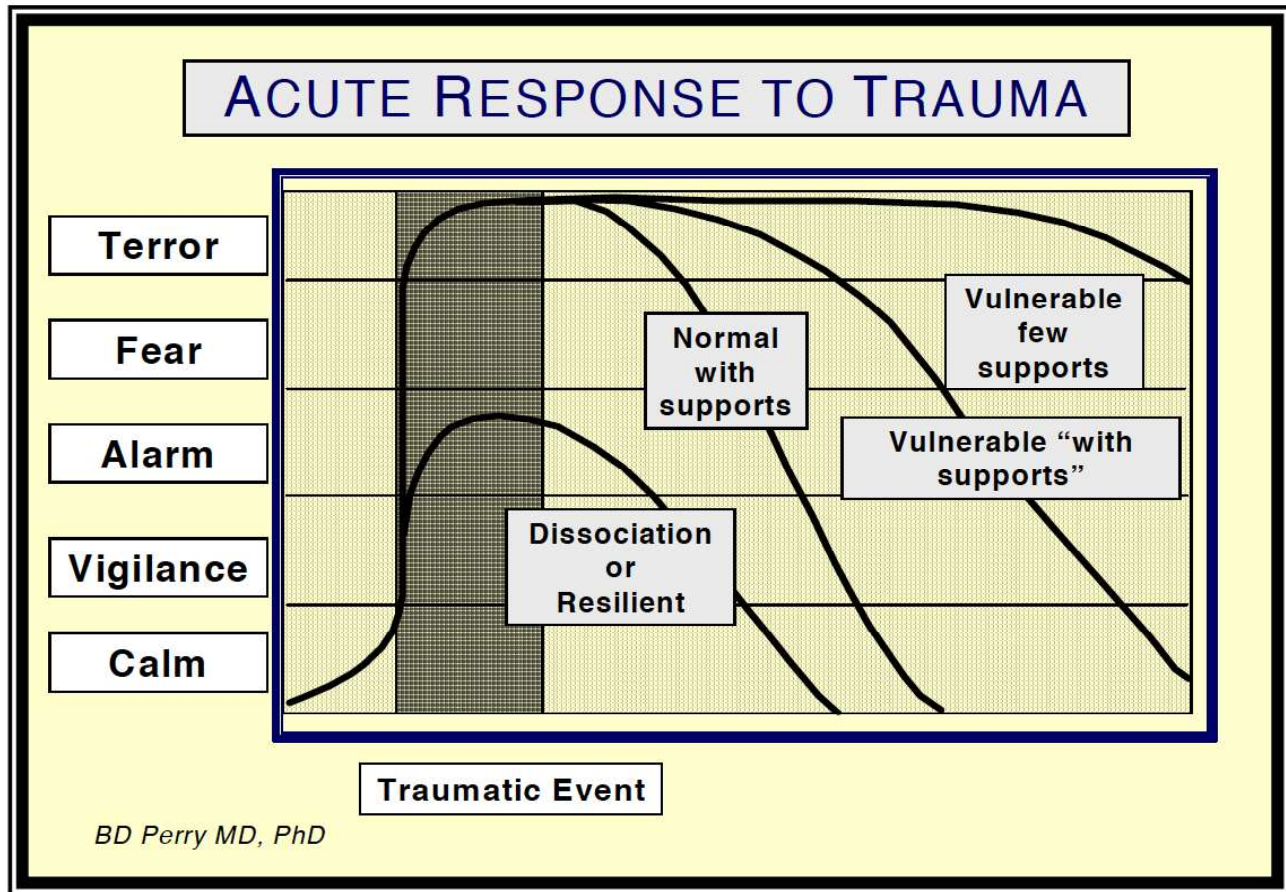 ACUTE RESPONSE TO TRAUMA
Terror
Fear
Alarm
Vigilance
Calm
Normal
with
supports
Vulnerable
few
supports
Vulnerable “with
supports”
Dissociation
or
Resilient
Traumatic Event
BD Perry MD, PhD